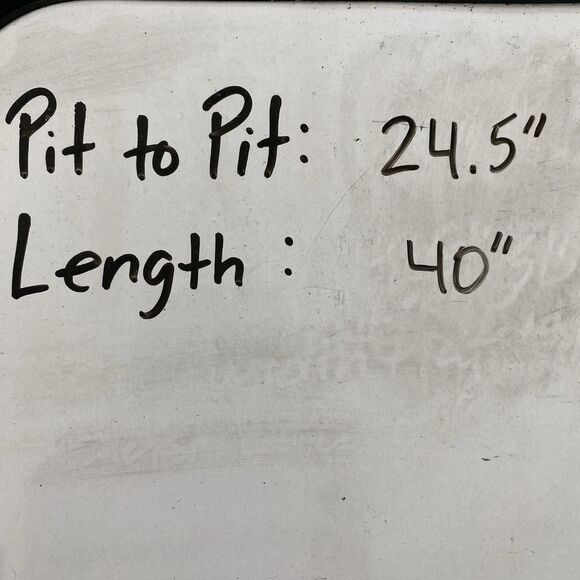 Pit to Pit: 24.5"
Length: 40"